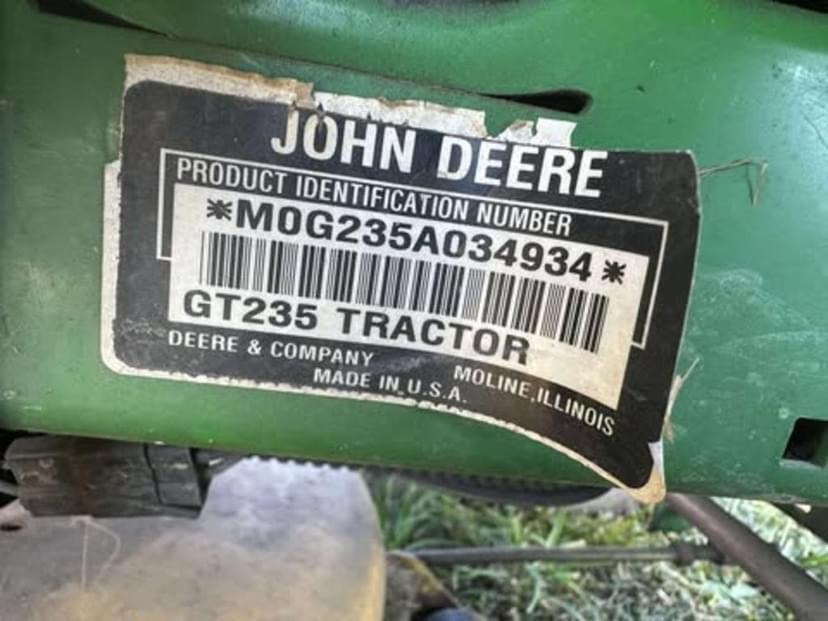 JOHN DEERE
PRODUCT IDENTIFICATION NUMBER
*M0G235A034934*
GT235 TRACTOR
DEERE & COMPANY MOLINE, ILLINOIS
MADE IN U.S.A.